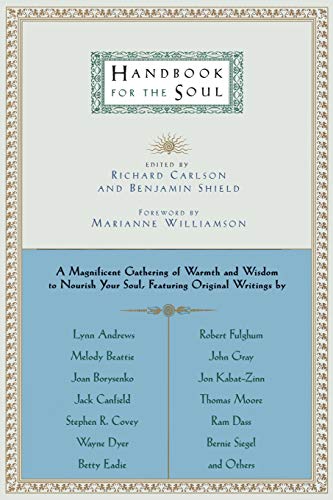 HANDBOOK
FOR THE SOUL
EDITED BY
RICHARD CARLSON
AND BENJAMIN SHIELD
FOREWORD BY
MARIANNE WILLIAMSON
A Magnificent Gathering of Warmth and Wisdom
to Nourish Your Soul, Featuring Original Writings by
Lynn Andrews
Melody Beattie
Joan Borysenko
Jack Canfield
Stephen R. Covey
Wayne Dyer
Betty Eadie
Robert Fulghum
John Gray
Jon Kabat-Zinn
Thomas Moore
Ram Dass
Bernie Siegel
and Others